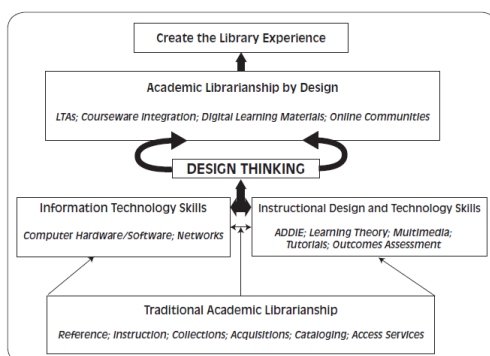 Create the Library Experience
Academic Librarianship by Design
LTAs; Courseware Integration; Digital Learning Materials; Online Communities
DESIGN THINKING
Information Technology Skills
Computer Hardware/Software; Networks
Instructional Design and Technology Skills
ADDIE; Learning Theory; Multimedia;
Tutorials; Outcomes Assessment
Traditional Academic Librarianship
Reference; Instruction; Collections; Acquisitions; Cataloging; Access Services